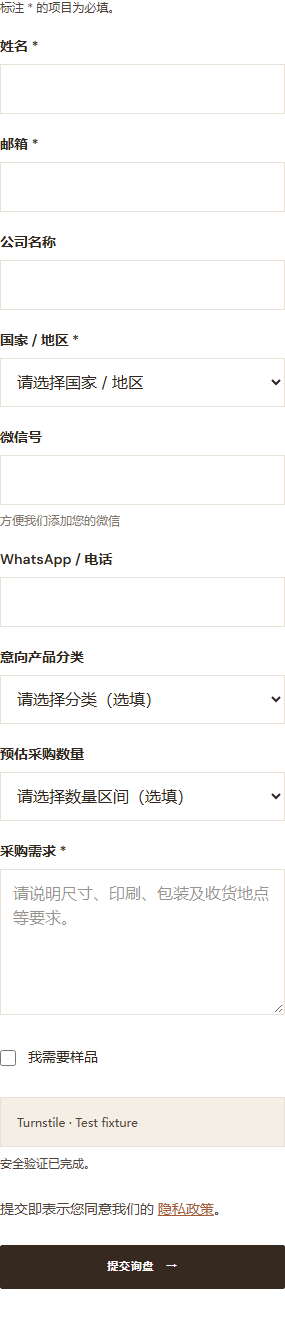 标注 * 的项目为必填。
姓名 *
邮箱 *
公司名称
国家 / 地区 *
请选择国家 / 地区
微信号
方便我们添加您的微信
WhatsApp / 电话
意向产品分类
请选择分类（选填）
预估采购数量
请选择数量区间（选填）
采购需求 *
请说明尺寸、印刷、包装及收货地点
等要求。
我需要样品
Turnstile · Test fixture
安全验证已完成。
提交即表示您同意我们的 隐私政策。
提交询盘 →